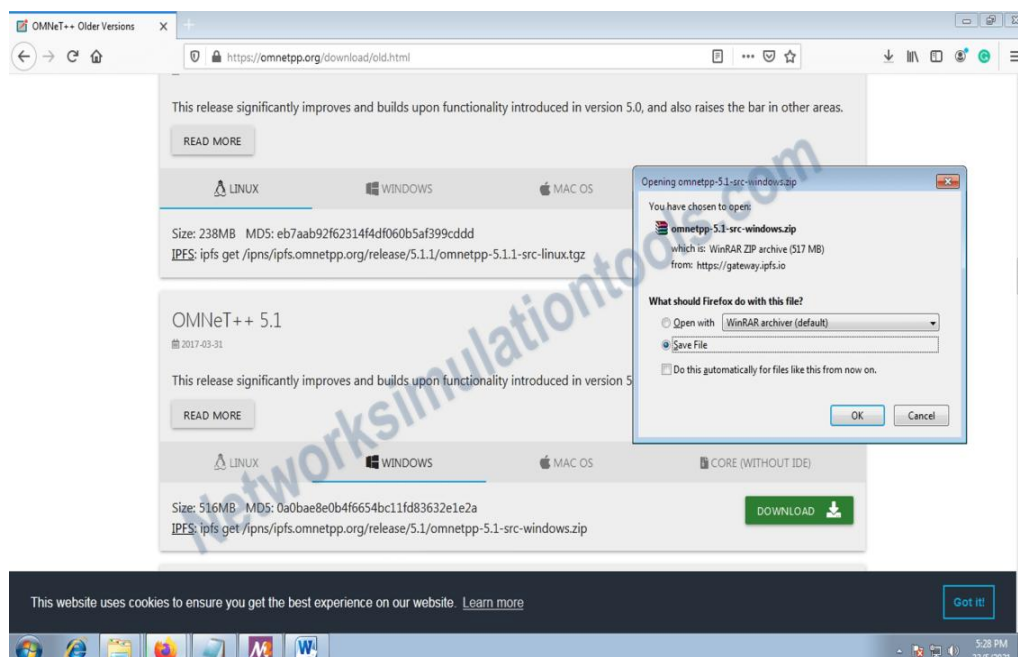 OMNeT++ Older Versions
https://omnetpp.org/download/old.html
This release significantly improves and builds upon functionality introduced in version 5.0, and also raises the bar in other areas.
READ MORE
LINUX WINDOWS MAC OS
Size: 238MB MD5: eb7aab92f62314f4df060b5af399cddd
IPFS: ipfs get /ipns/ipfs.omnetpp.org/release/5.1.1/omnetpp-5.1.1-src-linux.tgz
Opening omnetpp-5.1-src-windows.zip
You have chosen to open:
omnetpp-5.1-src-windows.zip
which is: WinRAR ZIP archive (517 MB)
from: https://gateway.ipfs.io
What should Firefox do with this file?
Open with WinRAR archiver (default)
Save File
Do this automatically for files like this from now on.
OK Cancel
OMNeT++ 5.1
2017-03-31
This release significantly improves and builds upon functionality introduced in version 5
READ MORE
LINUX WINDOWS MAC OS CORE (WITHOUT IDE)
Size: 516MB MD5: 0a0bae8e0b4f6654bc11fd83632e1e2a
IPFS: ipfs get /ipns/ipfs.omnetpp.org/release/5.1/omnetpp-5.1-src-windows.zip
DOWNLOAD
Networksimulationtools.com
This website uses cookies to ensure you get the best experience on our website. Learn more
Got it!
5:28 PM